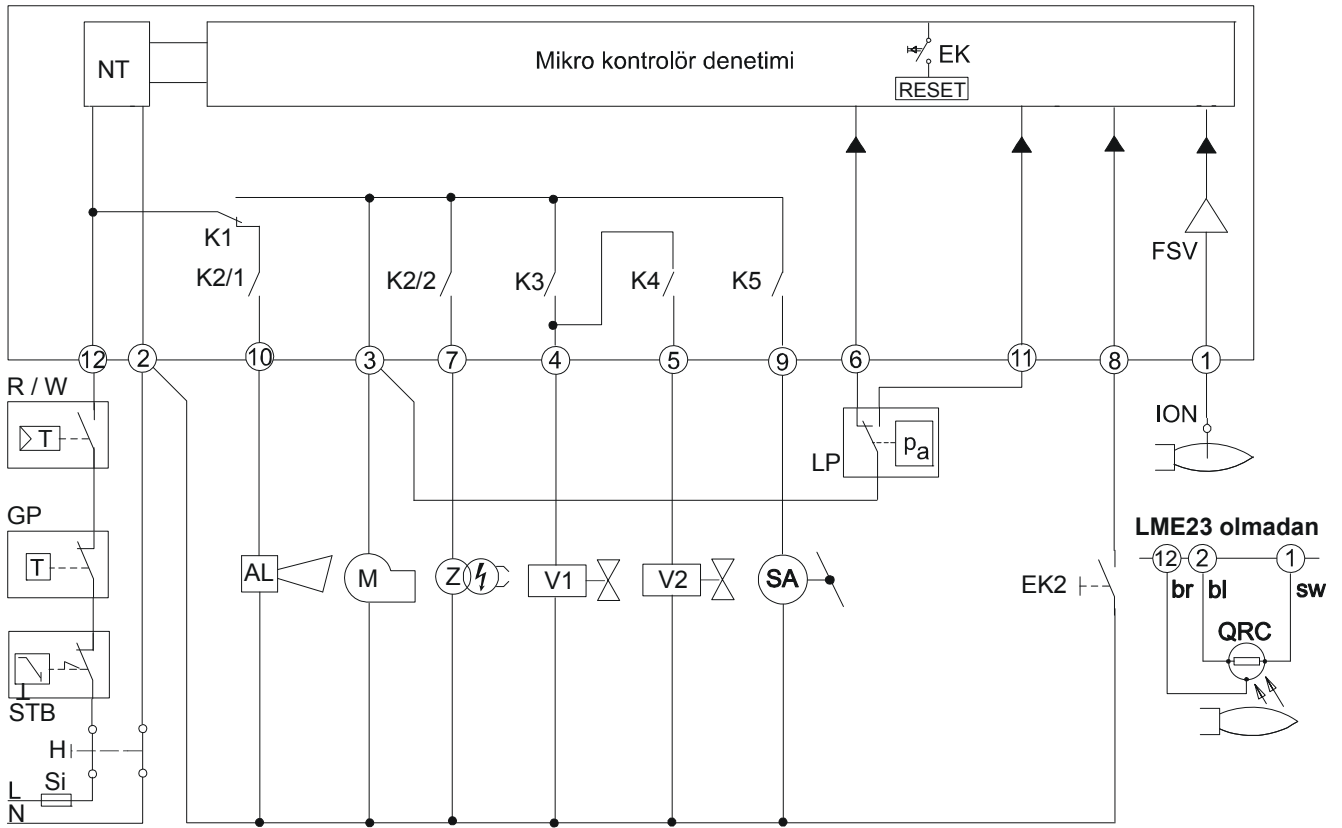 NT
Mikro kontrolör denetimi
EK
RESET
K1
FSV
K2/1
K2/2
K3
K4
K5
12
2
10
3
7
4
5
9
6
11
8
1
R / W
T
LP
pa
ION
GP
T
LME23 olmadan
12
2
1
br
bl
sw
AL
M
Z
V1
V2
SA
EK2
QRC
STB
H
Si
L
N